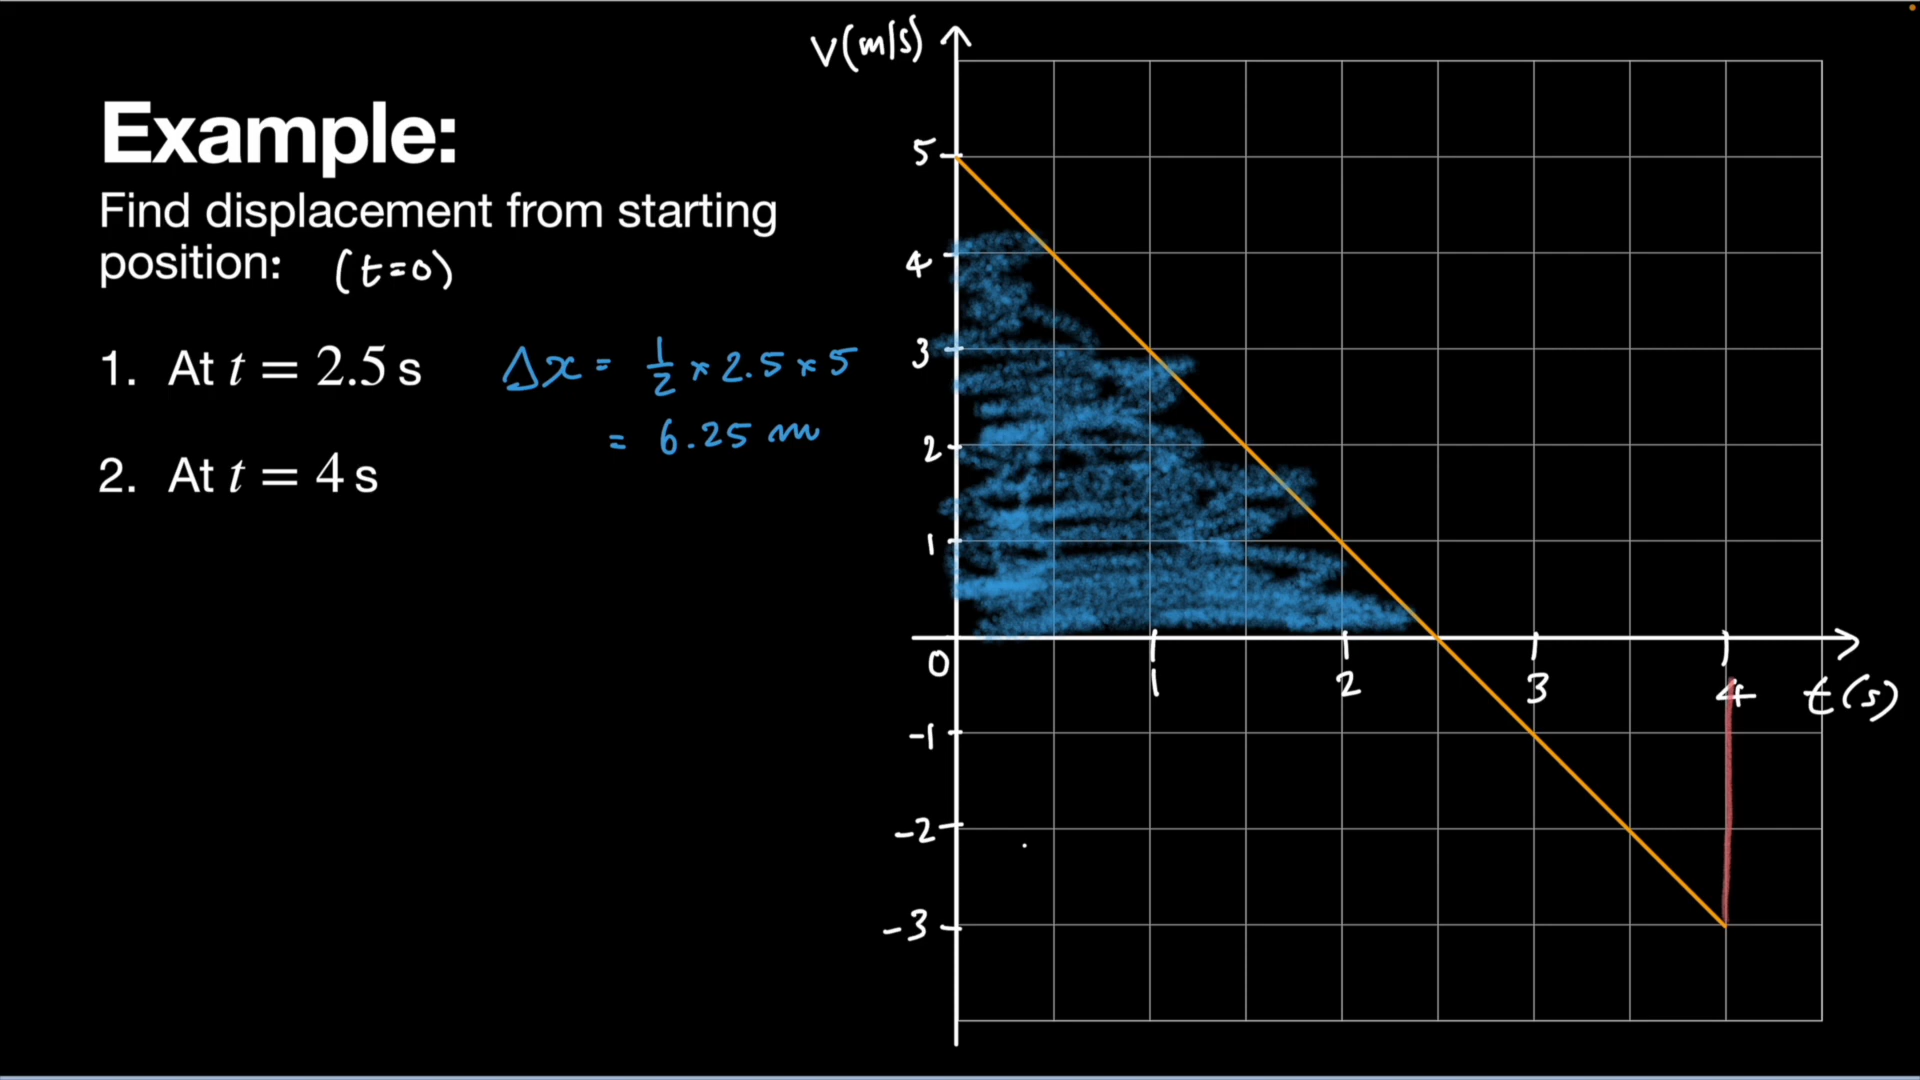 Example:
Find displacement from starting
position: (t=0)
1. At t = 2.5 s
Δx = 1/2 × 2.5 × 5
= 6.25 m
2. At t = 4 s
V(m/s)
5
4
3
2
1
0
-1
-2
-3
1 2 3 4 t(s)